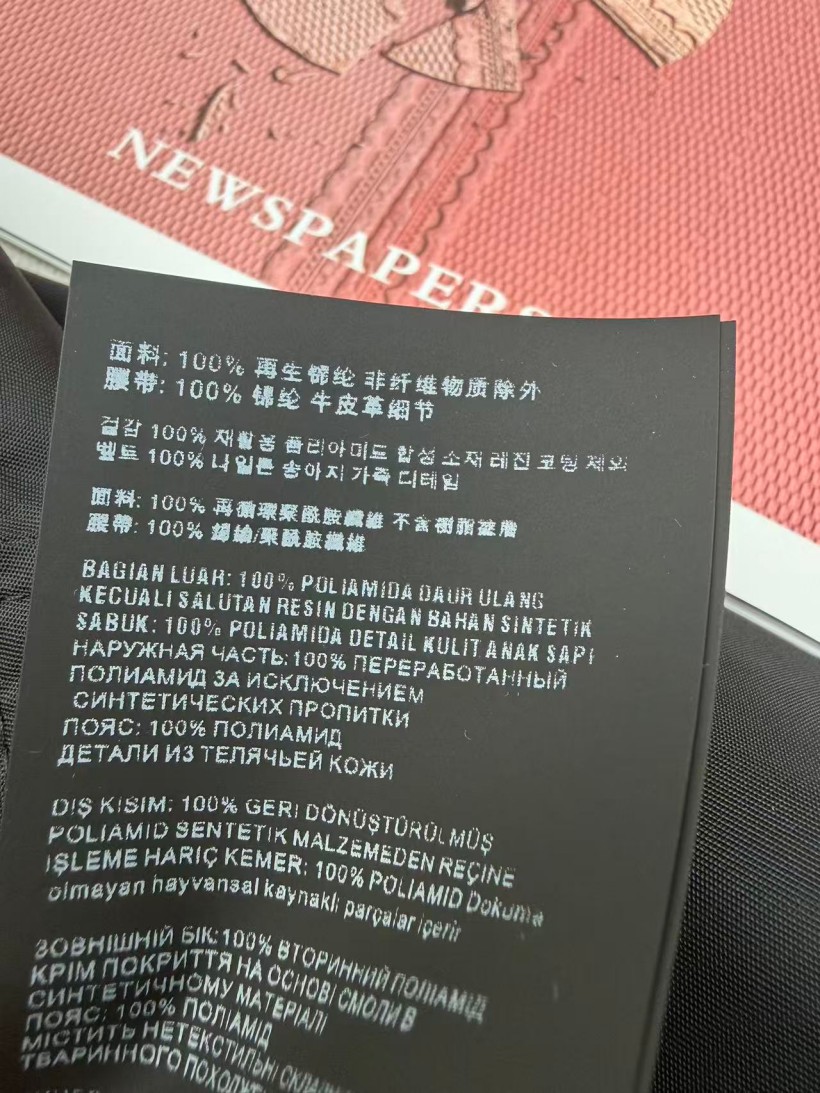 NEWSPAPERS
面料: 100% 再生锦纶 非纤维物质除外
腰带: 100% 锦纶 牛皮革细节
겉감 100% 재활용 폴리아미드 합성 소재 레진 코팅 제외
벨트 100% 나일론 송아지 가죽 디테일
面料: 100% 再循環聚酰胺纖維 不含樹脂塗層
腰帶: 100% 錦綸/聚酰胺纖維
BAGIAN LUAR: 100% POLIAMIDA DAUR ULANG
KECUALI SALUTAN RESIN DENGAN BAHAN SINTETIK
SABUK: 100% POLIAMIDA DETAIL KULIT ANAK SAPI
НАРУЖНАЯ ЧАСТЬ:100% ПЕРЕРАБОТАННЫЙ
ПОЛИАМИД ЗА ИСКЛЮЧЕНИЕМ
СИНТЕТИЧЕСКИХ ПРОПИТКИ
ПОЯС: 100% ПОЛИАМИД
ДЕТАЛИ ИЗ ТЕЛЯЧЬЕЙ КОЖИ
DIŞ KISIM: 100% GERI DÖNÜŞTÜRÜLMÜŞ
POLIAMID SENTETIK MALZEMEDEN REÇINE
IŞLEME HARIÇ KEMER: 100% POLIAMID Dokuma
olmayan hayvansal kaynaklı parçalar içerir
ЗОВНІШНІЙ БІК:100% ВТОРИННИЙ ПОЛІАМІД
КРІМ ПОКРИТТЯ НА ОСНОВІ СМОЛИ В
СИНТЕТИЧНОМУ МАТЕРІАЛІ
ПОЯС: 100% ПОЛІАМІД
МІСТИТЬ НЕТЕКСТИЛЬНІ
ТВАРИННОГО